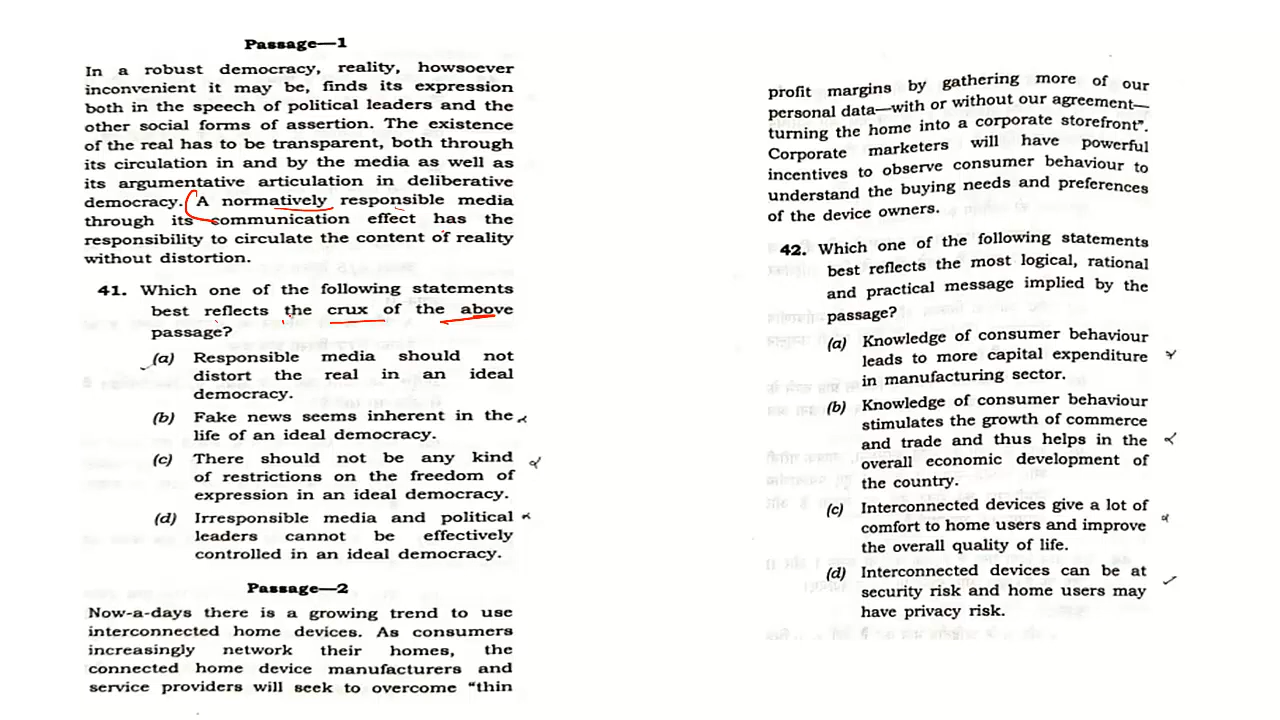 Passage—1
In a robust democracy, reality, howsoever
inconvenient it may be, finds its expression
both in the speech of political leaders and the
other social forms of assertion. The existence
of the real has to be transparent, both through
its circulation in and by the media as well as
its argumentative articulation in deliberative
democracy. A normatively responsible media
through its communication effect has the
responsibility to circulate the content of reality
without distortion.
41. Which one of the following statements
best reflects the crux of the above
passage?
(a) Responsible media should not
distort the real in an ideal
democracy.
(b) Fake news seems inherent in the
life of an ideal democracy.
(c) There should not be any kind
of restrictions on the freedom of
expression in an ideal democracy.
(d) Irresponsible media and political
leaders cannot be effectively
controlled in an ideal democracy.
Passage—2
Now-a-days there is a growing trend to use
interconnected home devices. As consumers
increasingly network their homes, the
connected home device manufacturers and
service providers will seek to overcome "thin
profit margins by gathering more of our
personal data—with or without our agreement—
turning the home into a corporate storefront".
Corporate marketers will have powerful
incentives to observe consumer behaviour to
understand the buying needs and preferences
of the device owners.
42. Which one of the following statements
best reflects the most logical, rational
and practical message implied by the
passage?
(a) Knowledge of consumer behaviour
leads to more capital expenditure
in manufacturing sector.
(b) Knowledge of consumer behaviour
stimulates the growth of commerce
and trade and thus helps in the
overall economic development of
the country.
(c) Interconnected devices give a lot of
comfort to home users and improve
the overall quality of life.
(d) Interconnected devices can be at
security risk and home users may
have privacy risk.